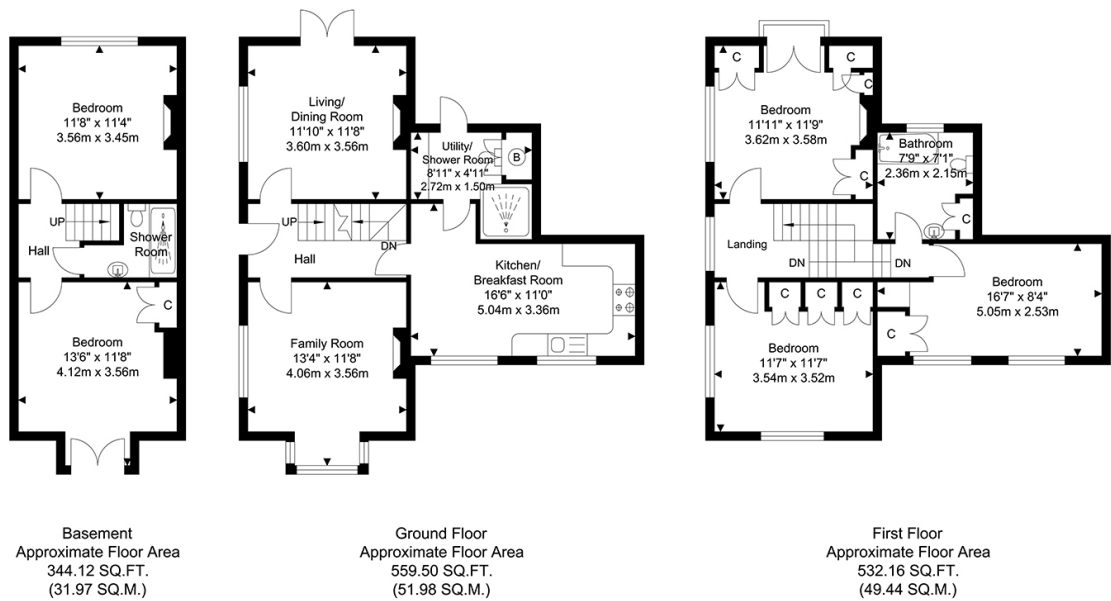 Bedroom
11'8" x 11'4"
3.56m x 3.45m
UP
Hall
Shower
Room
C
Bedroom
13'6" x 11'8"
4.12m x 3.56m
Living/
Dining Room
11'10" x 11'8"
3.60m x 3.56m
Utility/
Shower Room
8'11" x 4'11"
2.72m x 1.50m
B
UP
DN
Hall
Kitchen/
Breakfast Room
16'6" x 11'0"
5.04m x 3.36m
Family Room
13'4" x 11'8"
4.06m x 3.56m
C
C
C
Bedroom
11'11" x 11'9"
3.62m x 3.58m
C
Bathroom
7'9" x 7'1"
2.36m x 2.15m
C
Landing
DN
DN
C
C
C
Bedroom
16'7" x 8'4"
5.05m x 2.53m
C
Bedroom
11'7" x 11'7"
3.54m x 3.52m
Basement
Approximate Floor Area
344.12 SQ.FT.
(31.97 SQ.M.)
Ground Floor
Approximate Floor Area
559.50 SQ.FT.
(51.98 SQ.M.)
First Floor
Approximate Floor Area
532.16 SQ.FT.
(49.44 SQ.M.)